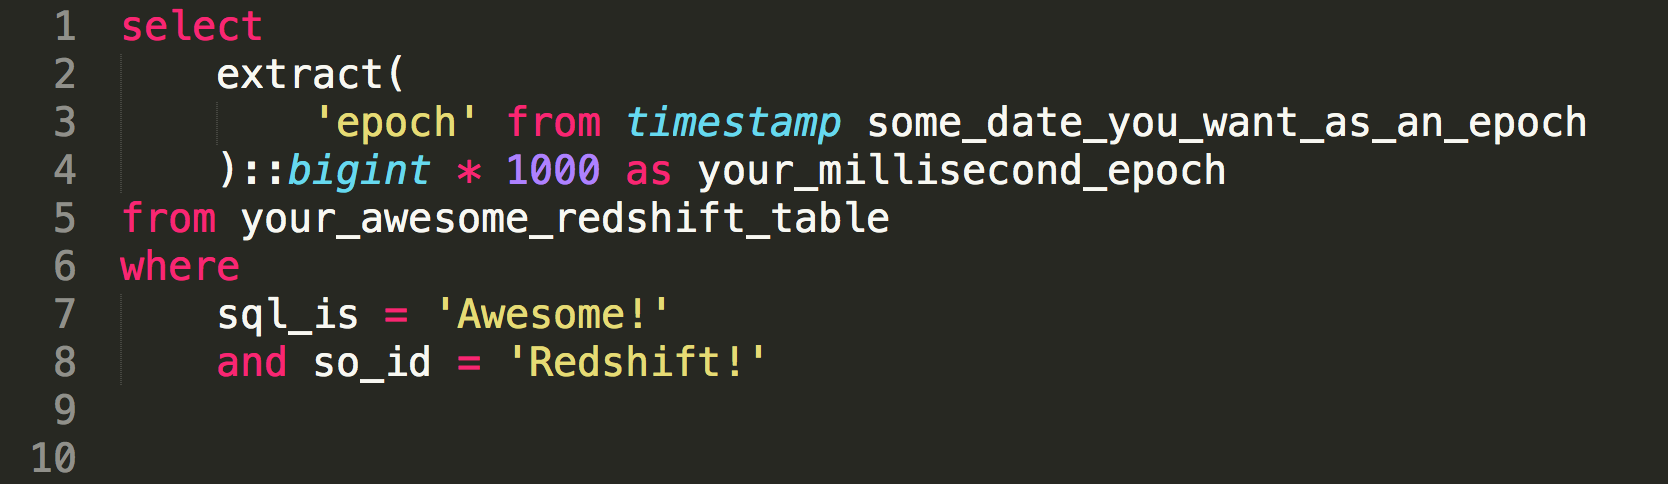 1 select
2 extract(
3 'epoch' from timestamp some_date_you_want_as_an_epoch
4 )::bigint * 1000 as your_millisecond_epoch
5 from your_awesome_redshift_table
6 where
7 sql_is = 'Awesome!'
8 and so_id = 'Redshift!'
9
10